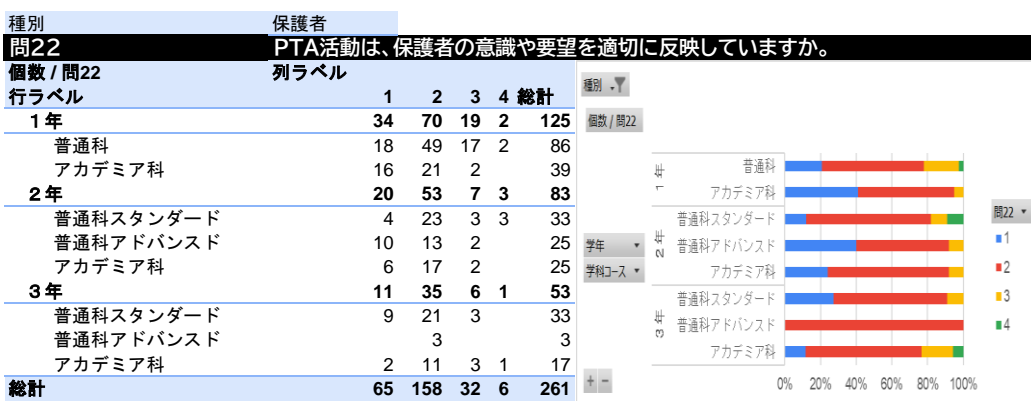 種別 保護者
問22 PTA活動は、保護者の意識や要望を適切に反映していますか。
個数 / 問22 列ラベル
行ラベル 1 2 3 4 総計
1年 34 70 19 2 125
普通科 18 49 17 2 86
アカデミア科 16 21 2 39
2年 20 53 7 3 83
普通科スタンダード 4 23 3 3 33
普通科アドバンスド 10 13 2 25
アカデミア科 6 17 2 25
3年 11 35 6 1 53
普通科スタンダード 9 21 3 33
普通科アドバンスド 3 3
アカデミア科 2 11 3 1 17
総計 65 158 32 6 261
種別
個数 / 問22
学年
学科コース
1年
普通科
アカデミア科
2年
普通科スタンダード
普通科アドバンスド
アカデミア科
3年
普通科スタンダード
普通科アドバンスド
アカデミア科
0% 20% 40% 60% 80% 100%
問22
1
2
3
4
+ -